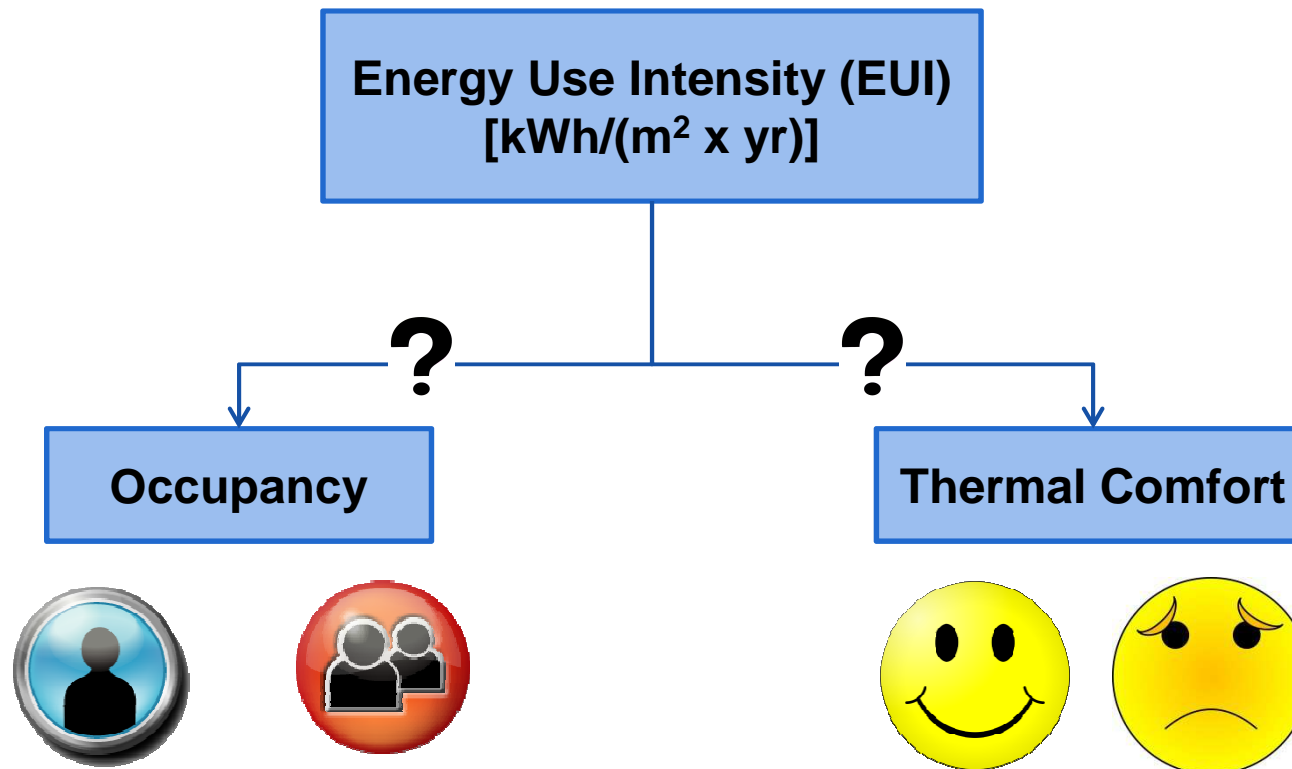 Energy Use Intensity (EUI)
[kWh/(m² x yr)]
? ?
Occupancy
Thermal Comfort